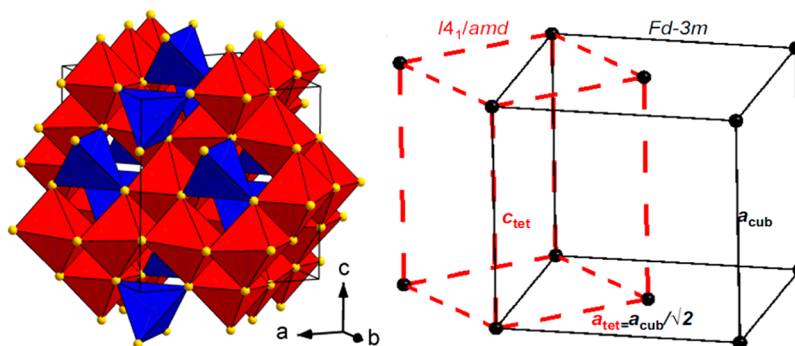 I4₁/amd
Fd-3m
c_tet
a_cub
a_tet=a_cub/√2
c
a
b